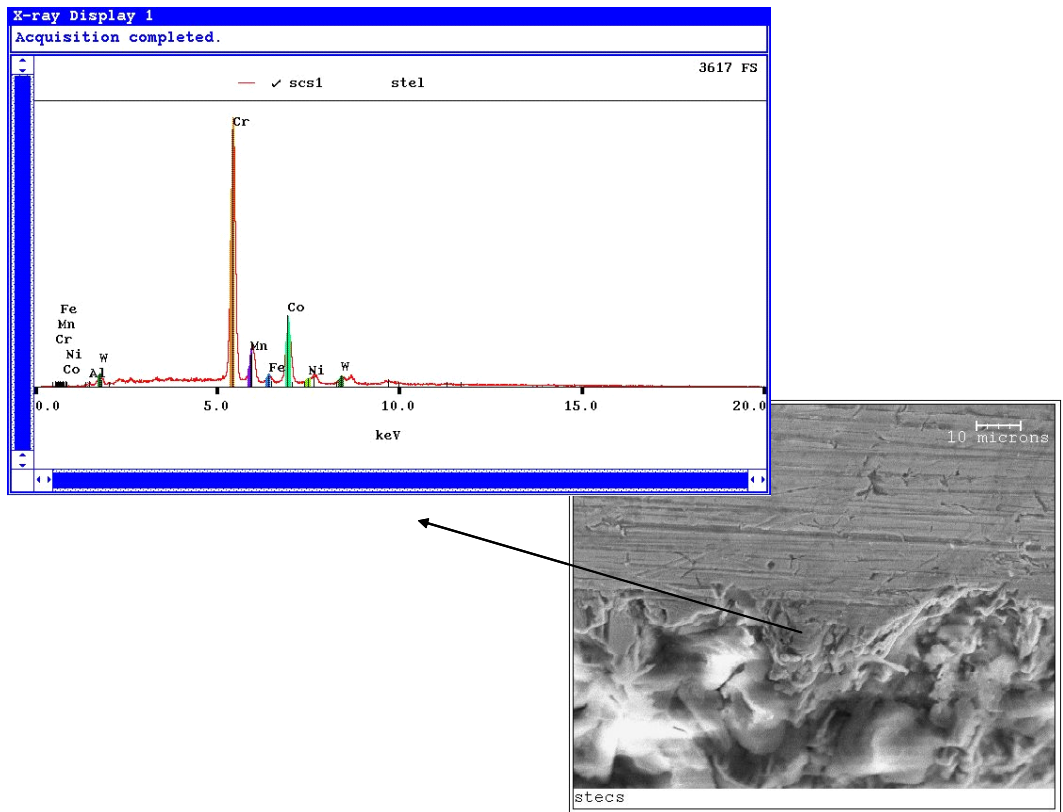 X-ray Display 1
Acquisition completed.
3617 FS
✓ scs1 stel
Cr
Co
Mn
Fe
Ni
W
Fe
Mn
Cr
Ni
Co
Al
W
0.0 5.0 10.0 15.0 20.0
keV
10 microns
stecs